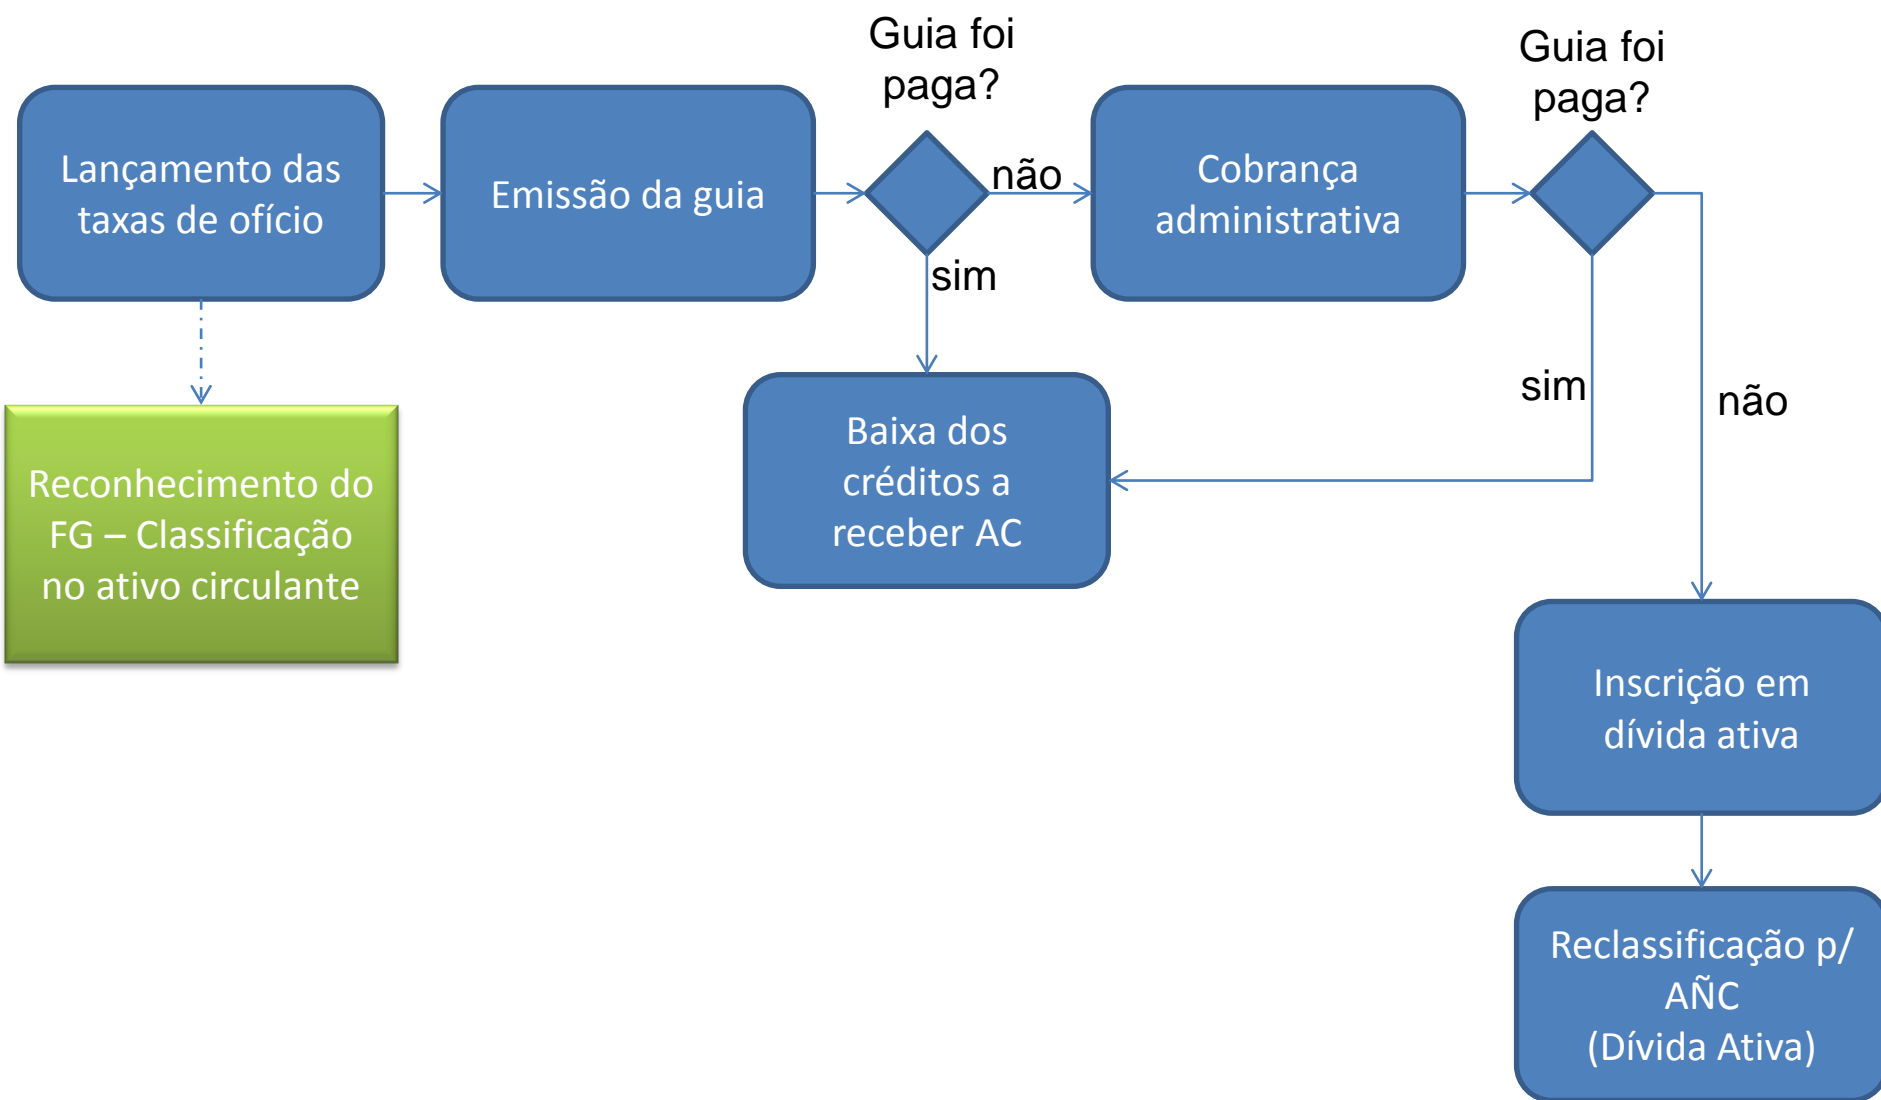 Guia foi
paga?
Guia foi
paga?
Lançamento das
taxas de ofício
Emissão da guia
não
Cobrança
administrativa
sim
sim
não
Reconhecimento do
FG – Classificação
no ativo circulante
Baixa dos
créditos a
receber AC
Inscrição em
dívida ativa
Reclassificação p/
AÑC
(Dívida Ativa)